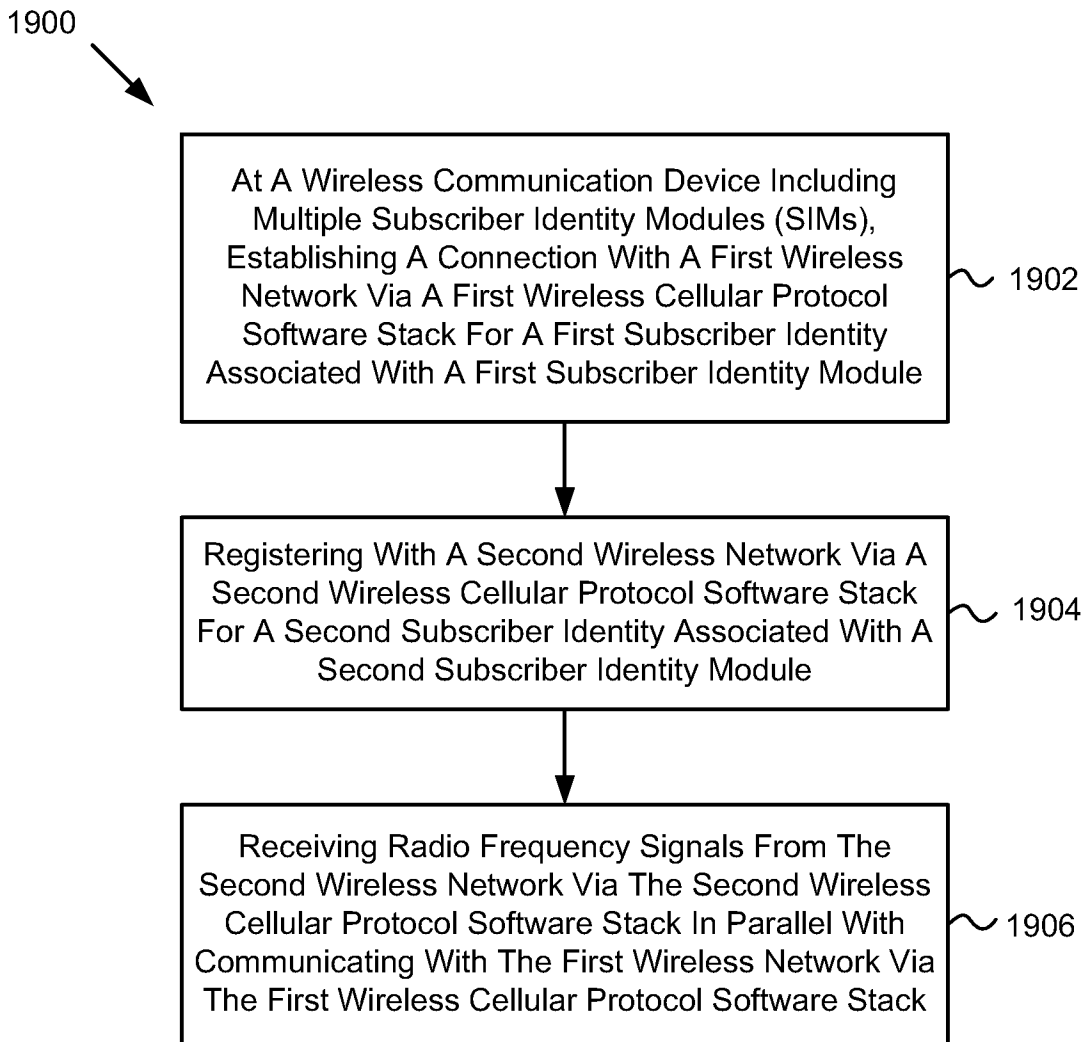 1900
At A Wireless Communication Device Including
Multiple Subscriber Identity Modules (SIMs),
Establishing A Connection With A First Wireless
Network Via A First Wireless Cellular Protocol
Software Stack For A First Subscriber Identity
Associated With A First Subscriber Identity Module
1902
Registering With A Second Wireless Network Via A
Second Wireless Cellular Protocol Software Stack
For A Second Subscriber Identity Associated With A
Second Subscriber Identity Module
1904
Receiving Radio Frequency Signals From The
Second Wireless Network Via The Second Wireless
Cellular Protocol Software Stack In Parallel With
Communicating With The First Wireless Network Via
The First Wireless Cellular Protocol Software Stack
1906